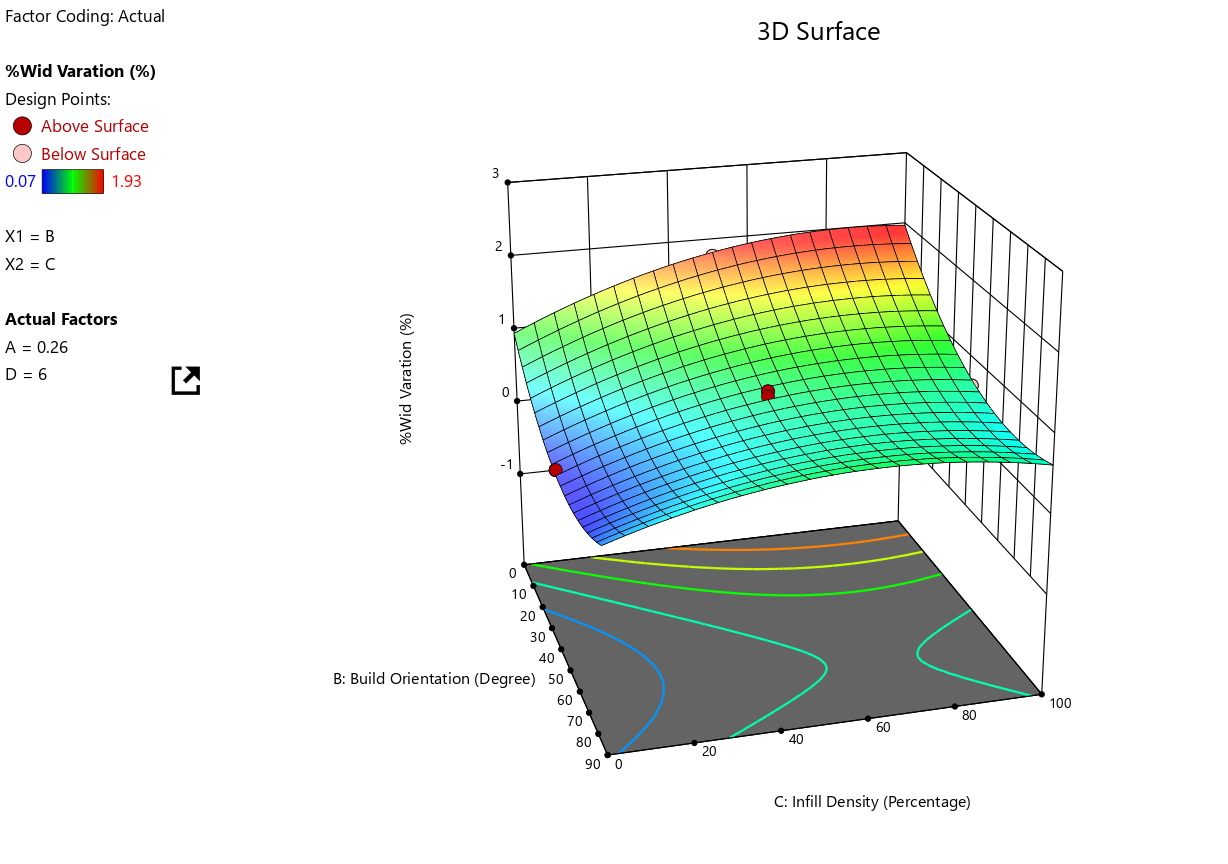 Factor Coding: Actual
3D Surface
%Wid Varation (%)
Design Points:
Above Surface
Below Surface
0.07 1.93
X1 = B
X2 = C
Actual Factors
A = 0.26
D = 6
%Wid Varation (%)
3
2
1
0
-1
0
10
20
30
40
50
60
70
80
90
B: Build Orientation (Degree)
0
20
40
60
80
100
C: Infill Density (Percentage)